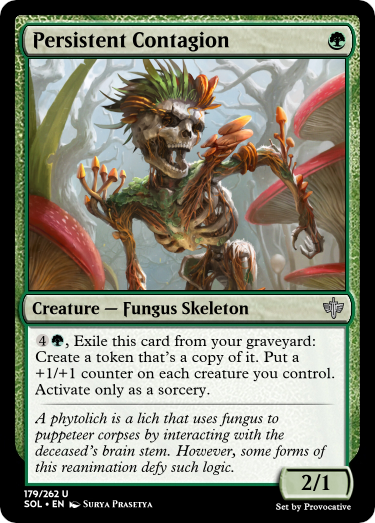 Persistent Contagion
Creature — Fungus Skeleton
4, Exile this card from your graveyard:
Create a token that's a copy of it. Put a
+1/+1 counter on each creature you control.
Activate only as a sorcery.
A phytolich is a lich that uses fungus to
puppeteer corpses by interacting with the
deceased's brain stem. However, some forms of
this reanimation defy such logic.
2/1
179/262 U
SOL • EN Surya Prasetya
Set by Provocative